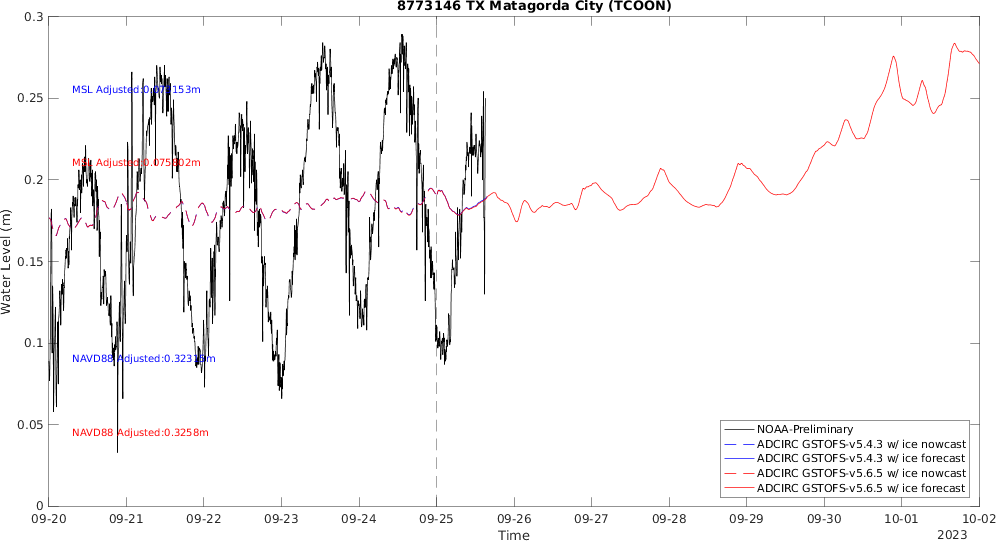 8773146 TX Matagorda City (TCOON)
0.3
0.25
0.2
0.15
0.1
0.05
0
Water Level (m)
MSL Adjusted:
MSL Adjusted:0.075802m
NAVD88 Adjusted:
NAVD88 Adjusted:0.3258m
NOAA-Preliminary
ADCIRC GSTOFS-v5.4.3 w/ ice nowcast
ADCIRC GSTOFS-v5.4.3 w/ ice forecast
ADCIRC GSTOFS-v5.6.5 w/ ice nowcast
ADCIRC GSTOFS-v5.6.5 w/ ice forecast
09-20 09-21 09-22 09-23 09-24 09-25 09-26 09-27 09-28 09-29 09-30 10-01 10-02
Time
2023